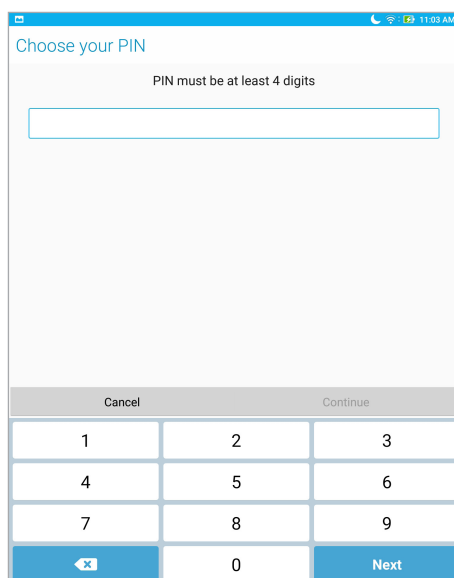 11:03 AM
Choose your PIN
PIN must be at least 4 digits
Cancel Continue
1 2 3
4 5 6
7 8 9
0 Next